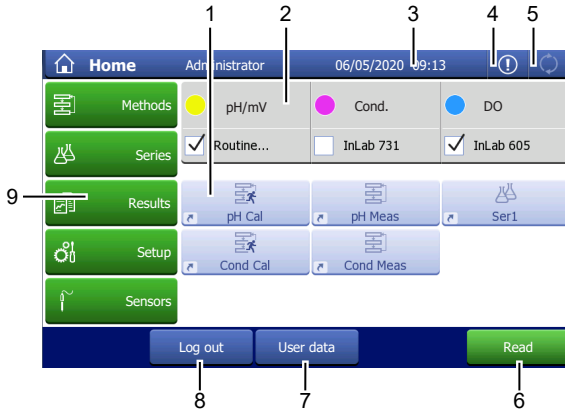 1 2 3 4 5
Home Administrator 06/05/2020 09:13
Methods pH/mV Cond. DO
Series Routine... InLab 731 InLab 605
9 Results pH Cal pH Meas Ser1
Setup Cond Cal Cond Meas
Sensors
Log out User data Read
8 7 6